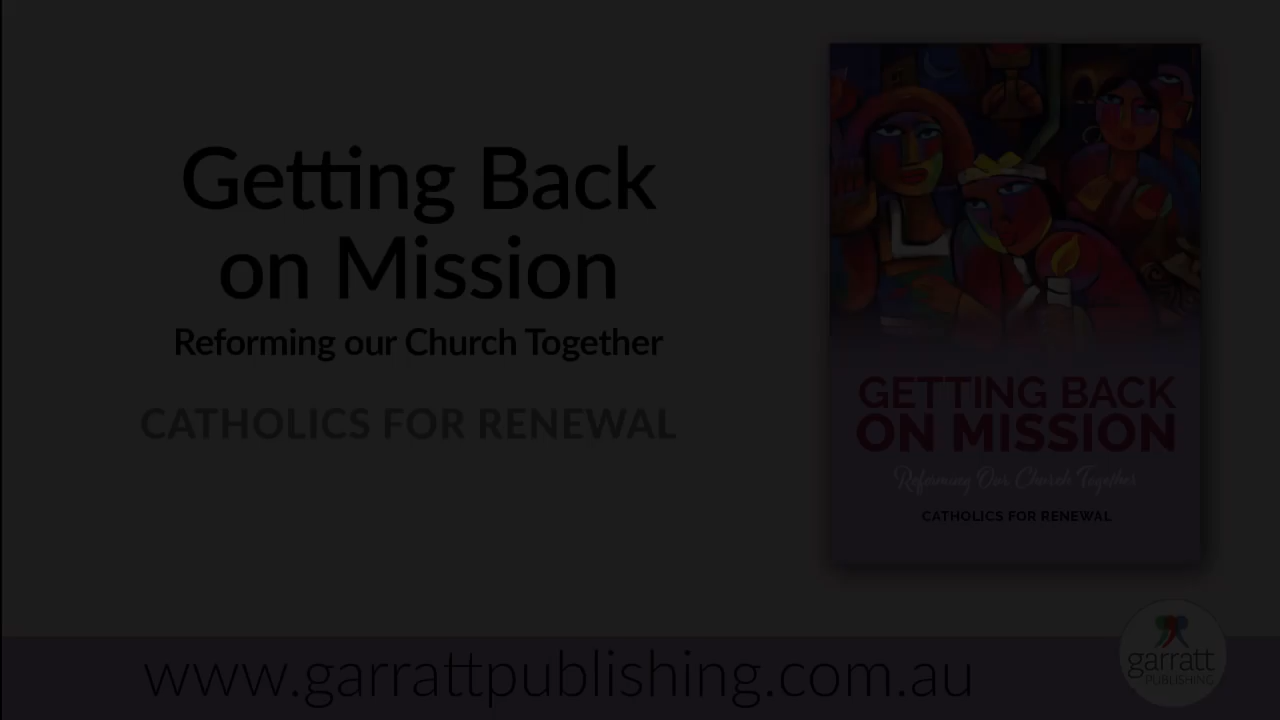 Getting Back
on Mission
Reforming our Church Together
CATHOLICS FOR RENEWAL
GETTING BACK
ON MISSION
Reforming Our Church Together
CATHOLICS FOR RENEWAL
www.garrattpublishing.com.au
garratt
PUBLISHING